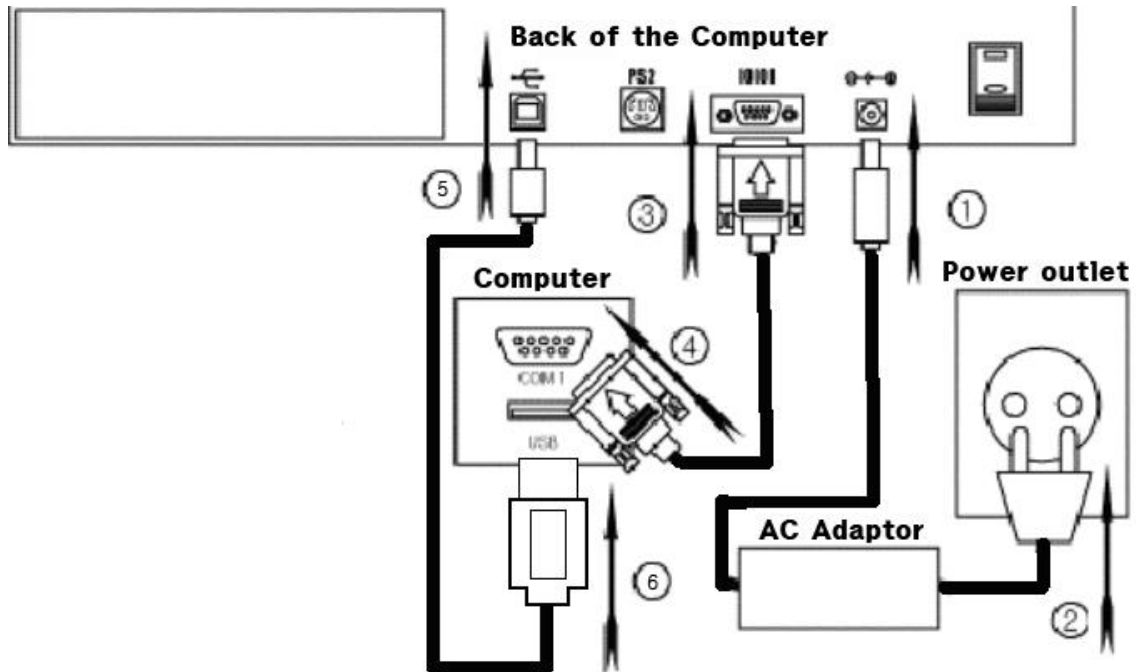 Back of the Computer
PS2
IOIOI
5
3
1
Computer
Power outlet
4
COM 1
USB
AC Adaptor
6
2